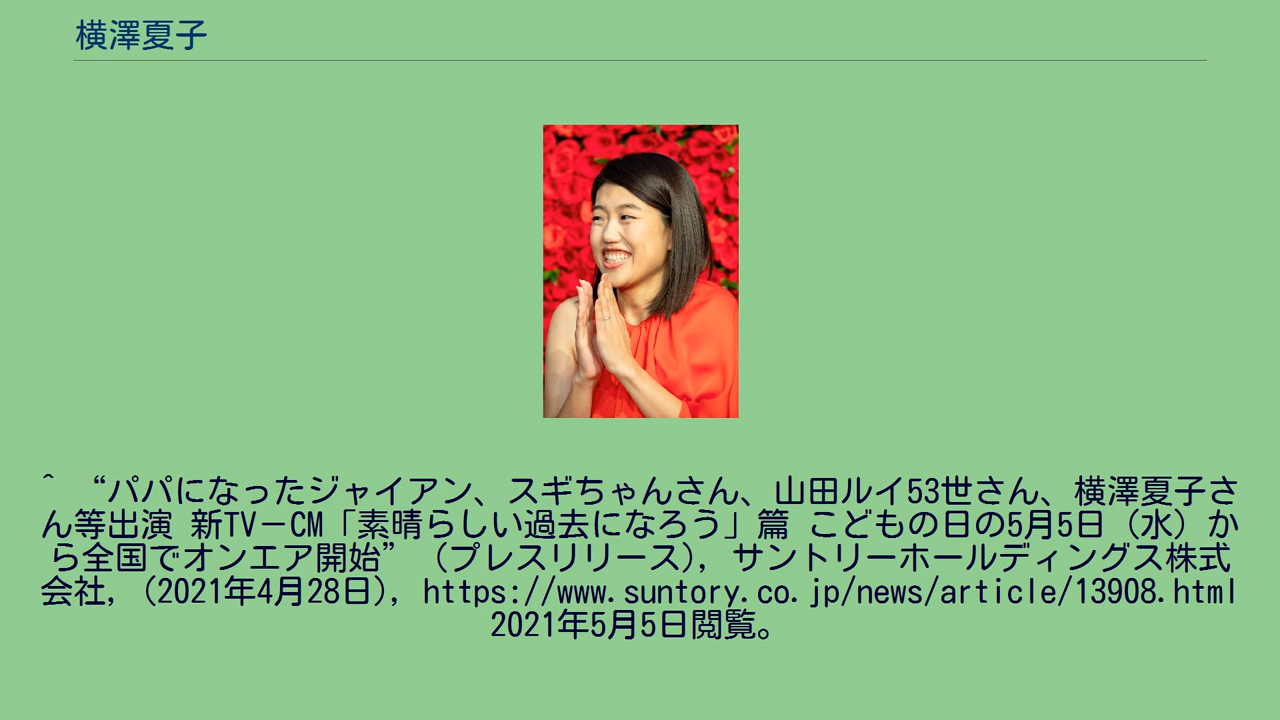 横澤夏子
^ “パパになったジャイアン、スギちゃんさん、山田ルイ53世さん、横澤夏子さ
ん等出演 新TV－CM「素晴らしい過去になろう」篇 こどもの日の5月5日（水）か
ら全国でオンエア開始” （プレスリリース), サントリーホールディングス株式
会社, (2021年4月28日), https://www.suntory.co.jp/news/article/13908.html
2021年5月5日閲覧。